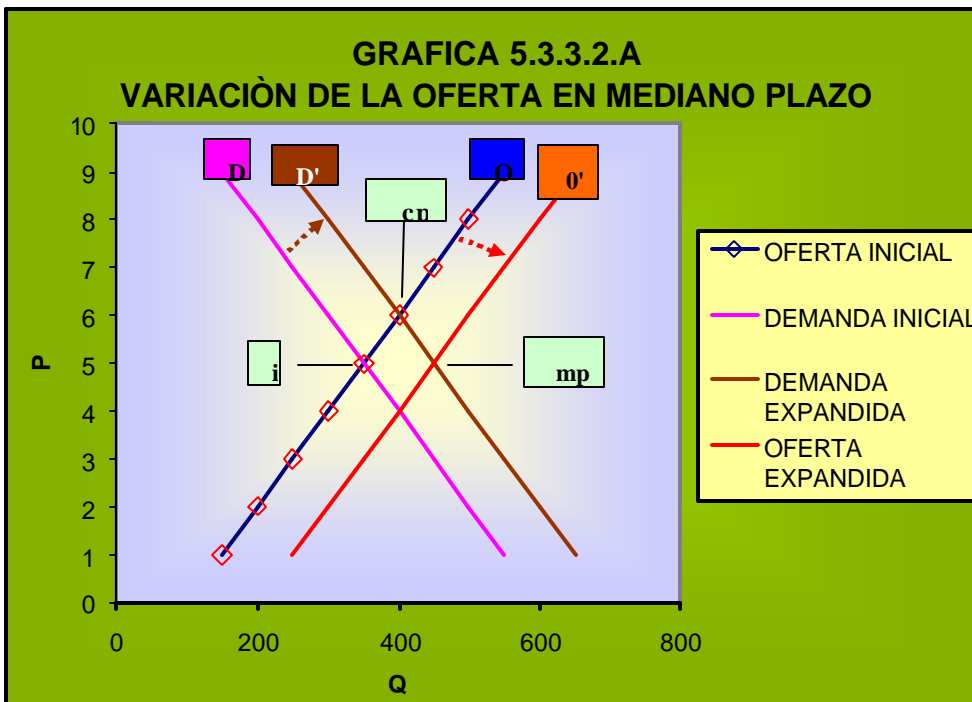 GRAFICA 5.3.3.2.A
VARIACIÒN DE LA OFERTA EN MEDIANO PLAZO
10
9
8
7
6
5
4
3
2
1
0
P
D
D'
cp
O
0'
i
mp
0
200
400
600
800
Q
OFERTA INICIAL
DEMANDA INICIAL
DEMANDA
EXPANDIDA
OFERTA
EXPANDIDA